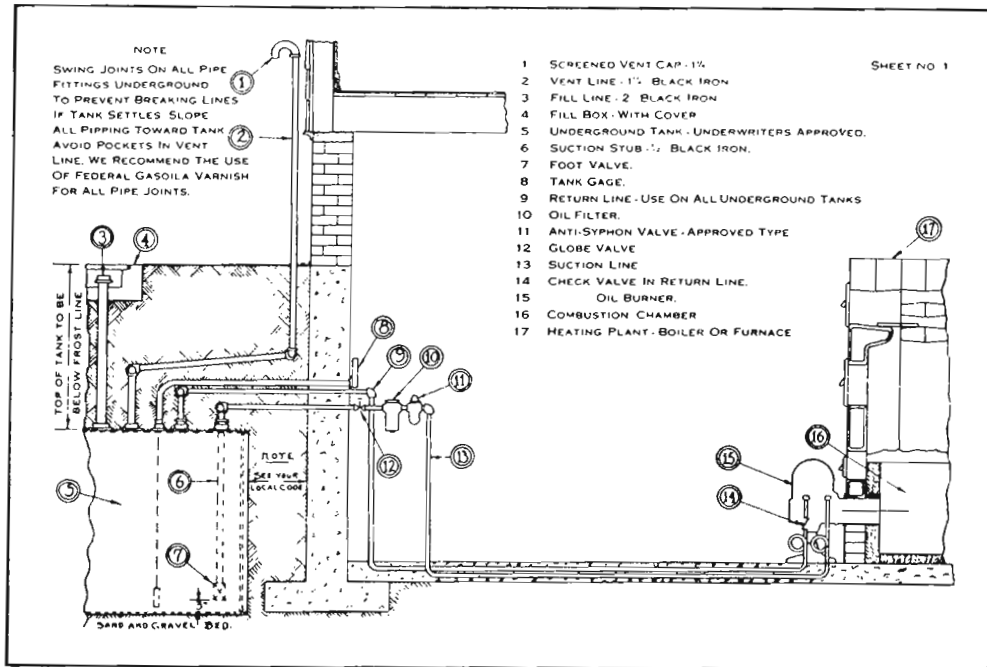 NOTE
SWING JOINTS ON ALL PIPE
FITTINGS UNDERGROUND
TO PREVENT BREAKING LINES
IF TANK SETTLES SLOPE
ALL PIPPING TOWARD TANK
AVOID POCKETS IN VENT
LINE. WE RECOMMEND THE USE
OF FEDERAL GASOILA VARNISH
FOR ALL PIPE JOINTS.
SHEET NO 1
1 SCREENED VENT CAP - 1¼
2 VENT LINE - 1¼ BLACK IRON
3 FILL LINE - 2 BLACK IRON
4 FILL BOX - WITH COVER
5 UNDERGROUND TANK - UNDERWRITERS APPROVED.
6 SUCTION STUB - ½ BLACK IRON.
7 FOOT VALVE.
8 TANK GAGE.
9 RETURN LINE - USE ON ALL UNDERGROUND TANKS
10 OIL FILTER.
11 ANTI-SYPHON VALVE - APPROVED TYPE
12 GLOBE VALVE
13 SUCTION LINE
14 CHECK VALVE IN RETURN LINE.
15 OIL BURNER.
16 COMBUSTION CHAMBER
17 HEATING PLANT - BOILER OR FURNACE
1
2
3
4
17
TOP OF TANK TO BE
BELOW FROST LINE
8
9
10
11
12
13
16
15
14
NOTE
SEE YOUR
LOCAL CODE
5
6
7
3"
SAND AND GRAVEL BED.